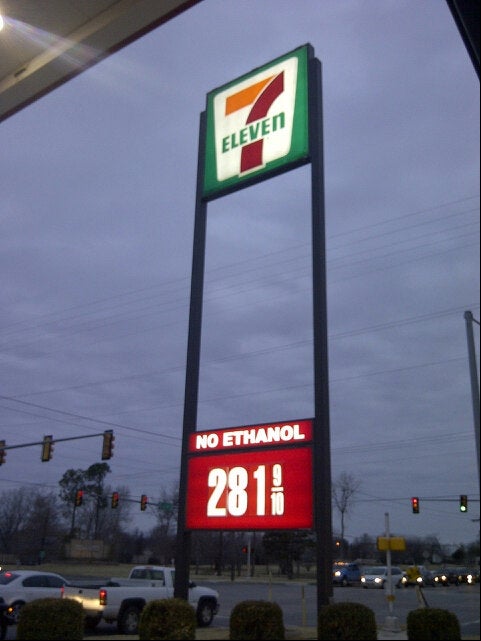 7
ELEVEn
NO ETHANOL
281 9/10